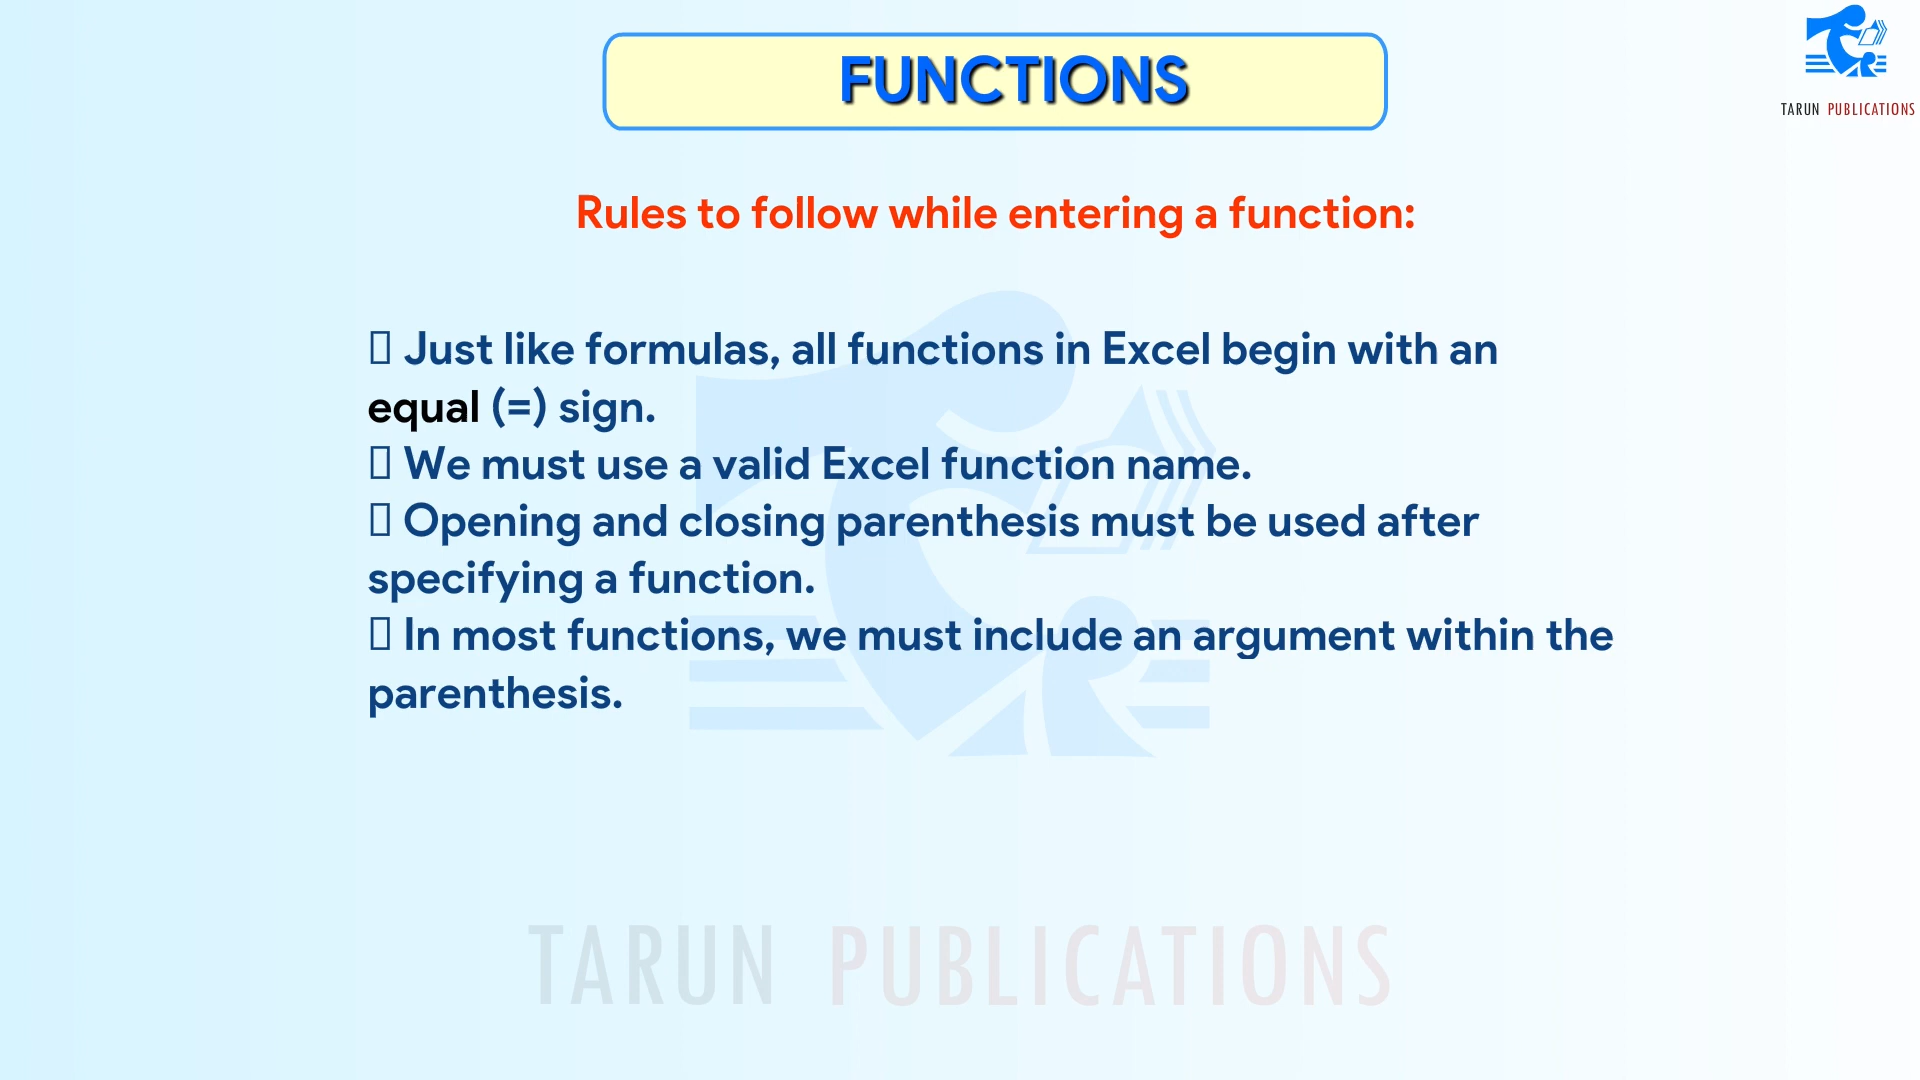 FUNCTIONS
TARUN PUBLICATIONS
Rules to follow while entering a function:
▯ Just like formulas, all functions in Excel begin with an
equal (=) sign.
▯ We must use a valid Excel function name.
▯ Opening and closing parenthesis must be used after
specifying a function.
▯ In most functions, we must include an argument within the
parenthesis.
TARUN PUBLICATIONS